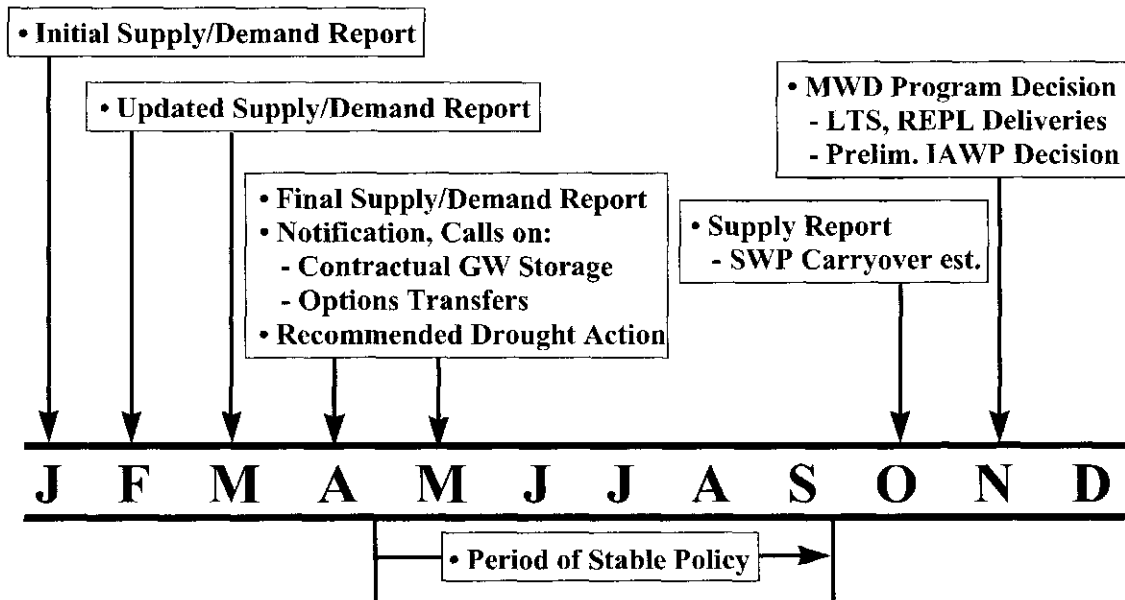 • Initial Supply/Demand Report
• Updated Supply/Demand Report
• MWD Program Decision
- LTS, REPL Deliveries
- Prelim. IAWP Decision
• Final Supply/Demand Report
• Notification, Calls on:
- Contractual GW Storage
- Options Transfers
• Recommended Drought Action
• Supply Report
- SWP Carryover est.
J F M A M J J A S O N D
• Period of Stable Policy